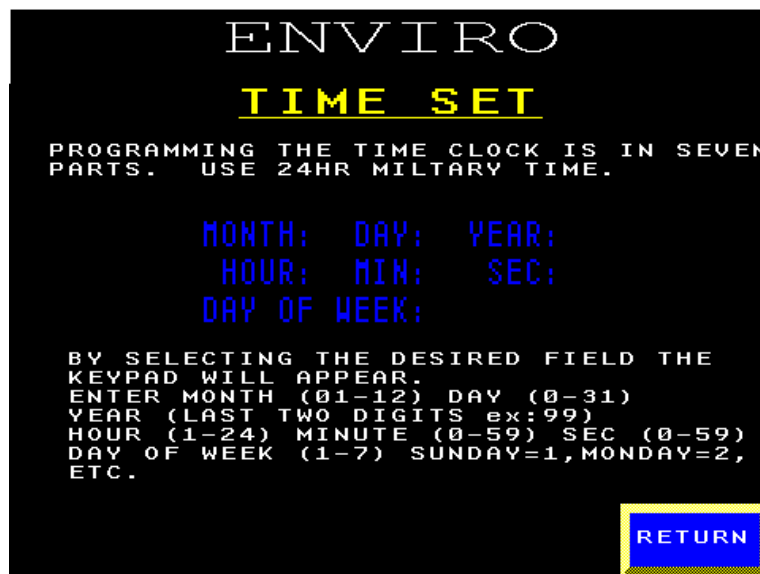 ENVIRO
TIME SET
PROGRAMMING THE TIME CLOCK IS IN SEVEN
PARTS. USE 24HR MILTARY TIME.
MONTH: DAY: YEAR:
HOUR: MIN: SEC:
DAY OF WEEK:
BY SELECTING THE DESIRED FIELD THE
KEYPAD WILL APPEAR.
ENTER MONTH (01-12) DAY (0-31)
YEAR (LAST TWO DIGITS ex:99)
HOUR (1-24) MINUTE (0-59) SEC (0-59)
DAY OF WEEK (1-7) SUNDAY=1,MONDAY=2,
ETC.
RETURN